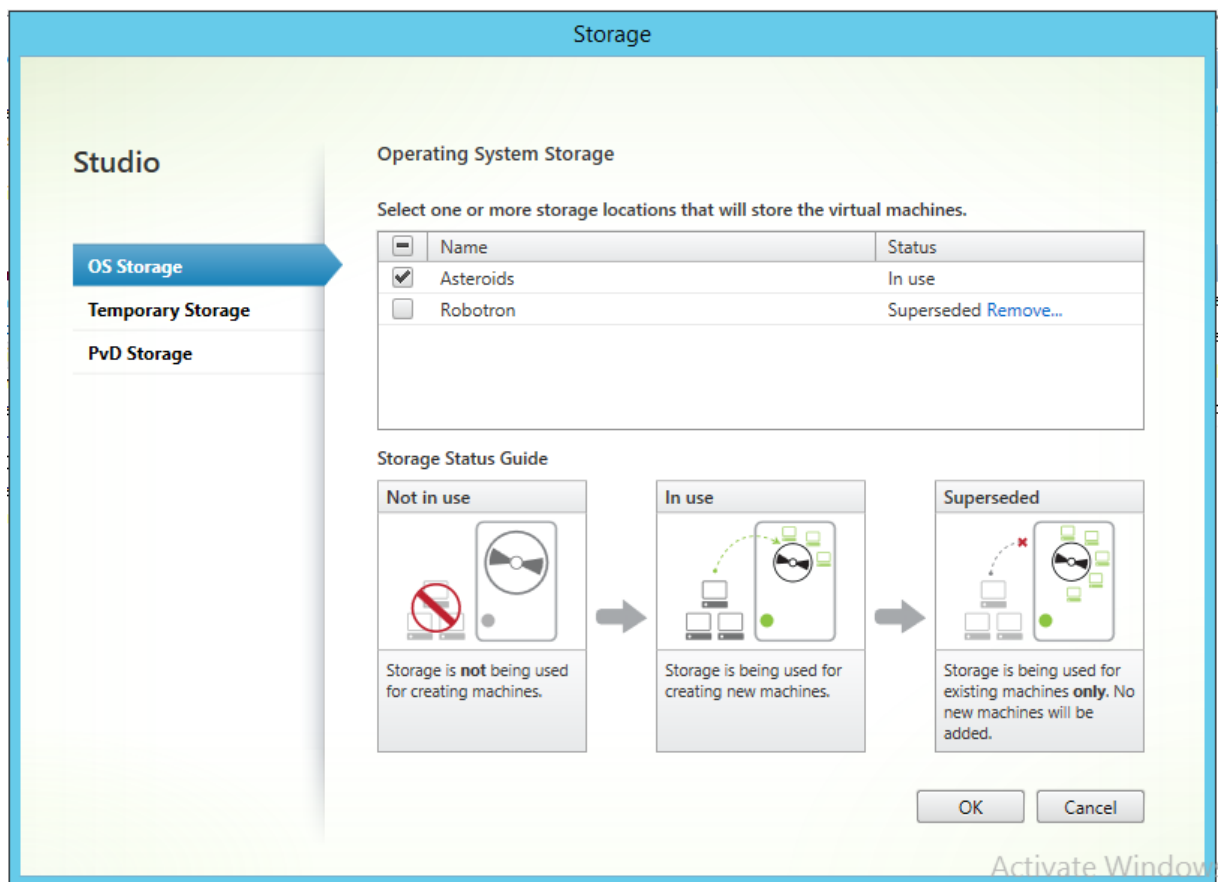 Storage
Studio
OS Storage
Temporary Storage
PvD Storage
Operating System Storage
Select one or more storage locations that will store the virtual machines.
Name Status
Asteroids In use
Robotron Superseded Remove...
Storage Status Guide
Not in use
Storage is not being used
for creating machines.
In use
Storage is being used for
creating new machines.
Superseded
Storage is being used for
existing machines only. No
new machines will be
added.
OK Cancel
Activate Window